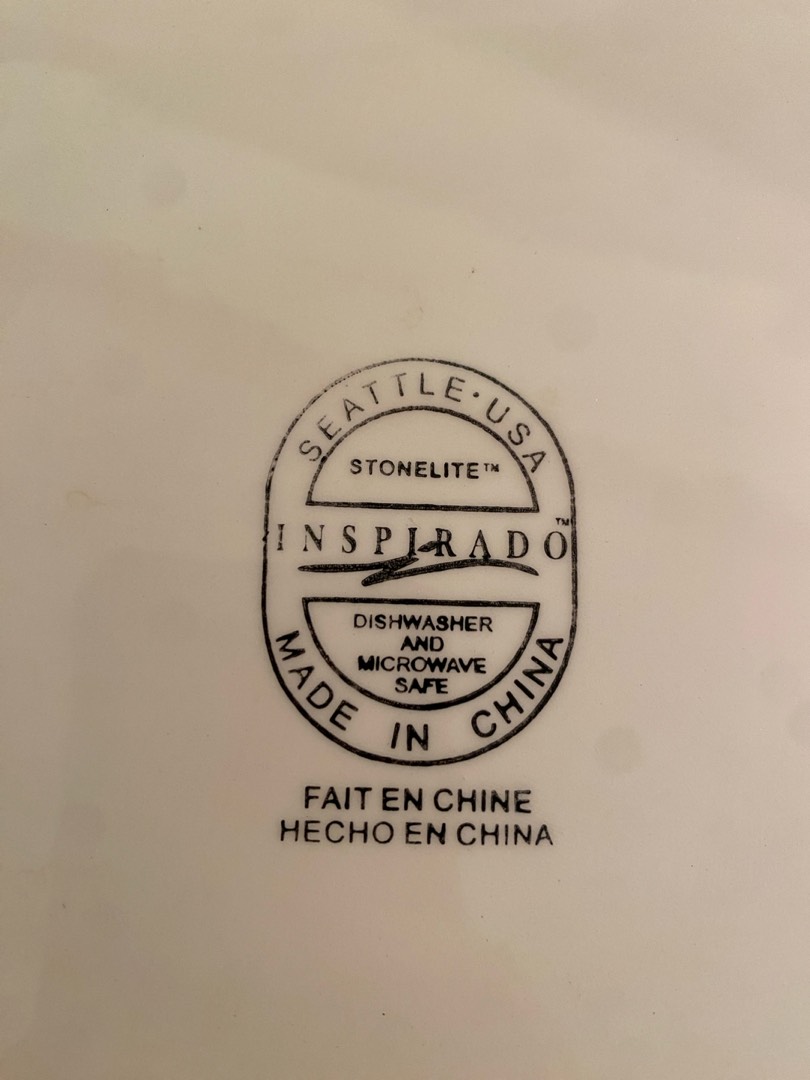 SEATTLE·USA
STONELITE™
INSPIRADO™
DISHWASHER
AND
MICROWAVE
SAFE
MADE IN CHINA
FAIT EN CHINE
HECHO EN CHINA